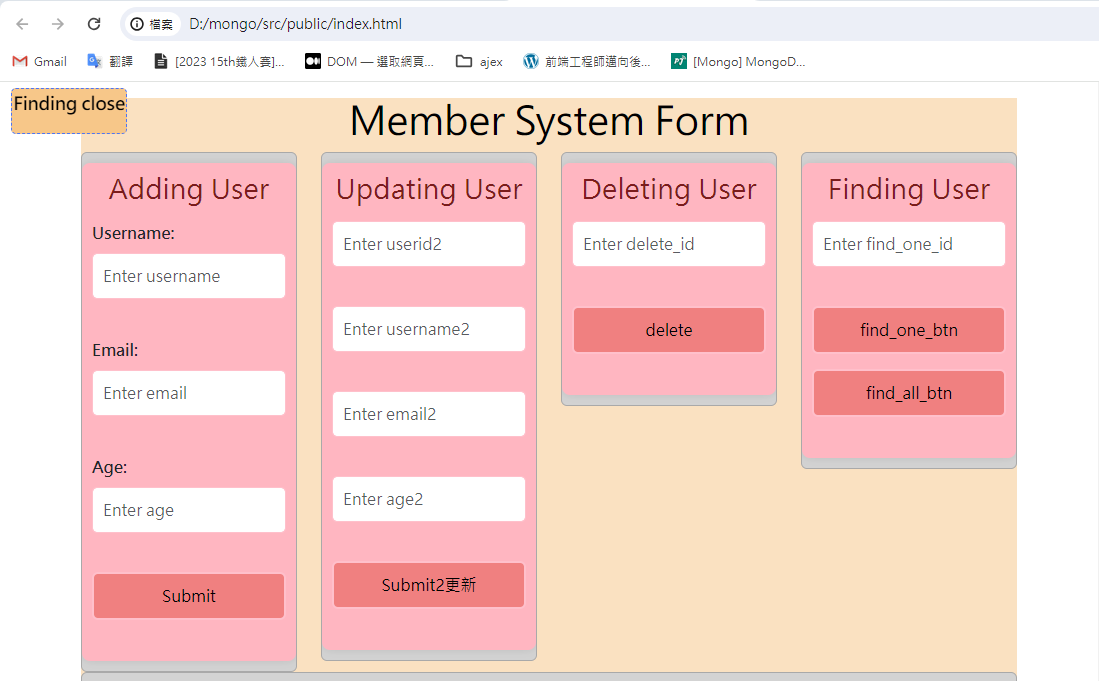 檔案 D:/mongo/src/public/index.html
Gmail 翻譯 [2023 15th鐵人賽]... DOM — 選取網頁... ajex 前端工程師邁向後... [Mongo] MongoD...
Finding close
Member System Form
Adding User
Username:
Enter username
Email:
Enter email
Age:
Enter age
Submit
Updating User
Enter userid2
Enter username2
Enter email2
Enter age2
Submit2更新
Deleting User
Enter delete_id
delete
Finding User
Enter find_one_id
find_one_btn
find_all_btn